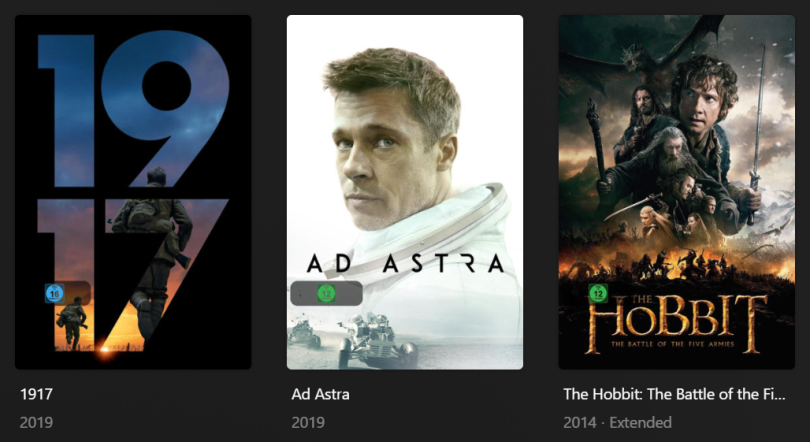 19
17
16
AD ASTRA
12
12
THE
HOBBIT
THE BATTLE OF THE FIVE ARMIES
1917
Ad Astra
The Hobbit: The Battle of the Fi...
2019
2019
2014 · Extended